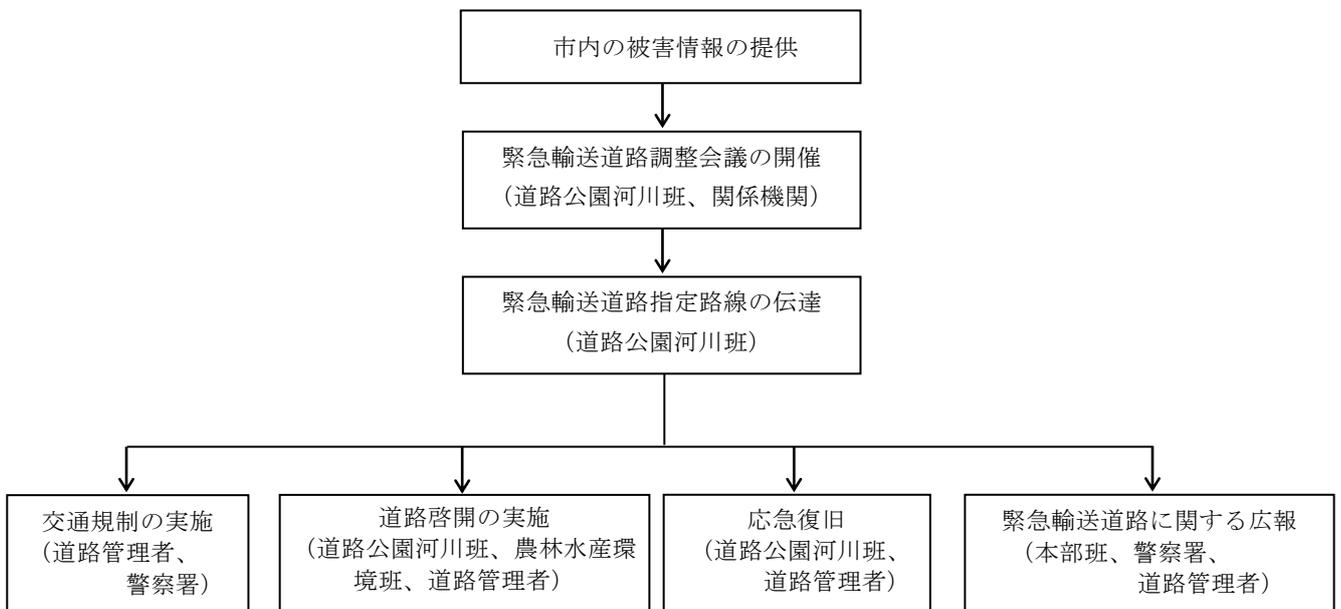 市内の被害情報の提供
緊急輸送道路調整会議の開催
（道路公園河川班、関係機関）
緊急輸送道路指定路線の伝達
（道路公園河川班）
交通規制の実施
（道路管理者、
警察署）
道路啓開の実施
（道路公園河川班、農林水産環
境班、道路管理者）
応急復旧
（道路公園河川班、
道路管理者）
緊急輸送道路に関する広報
（本部班、警察署、
道路管理者）